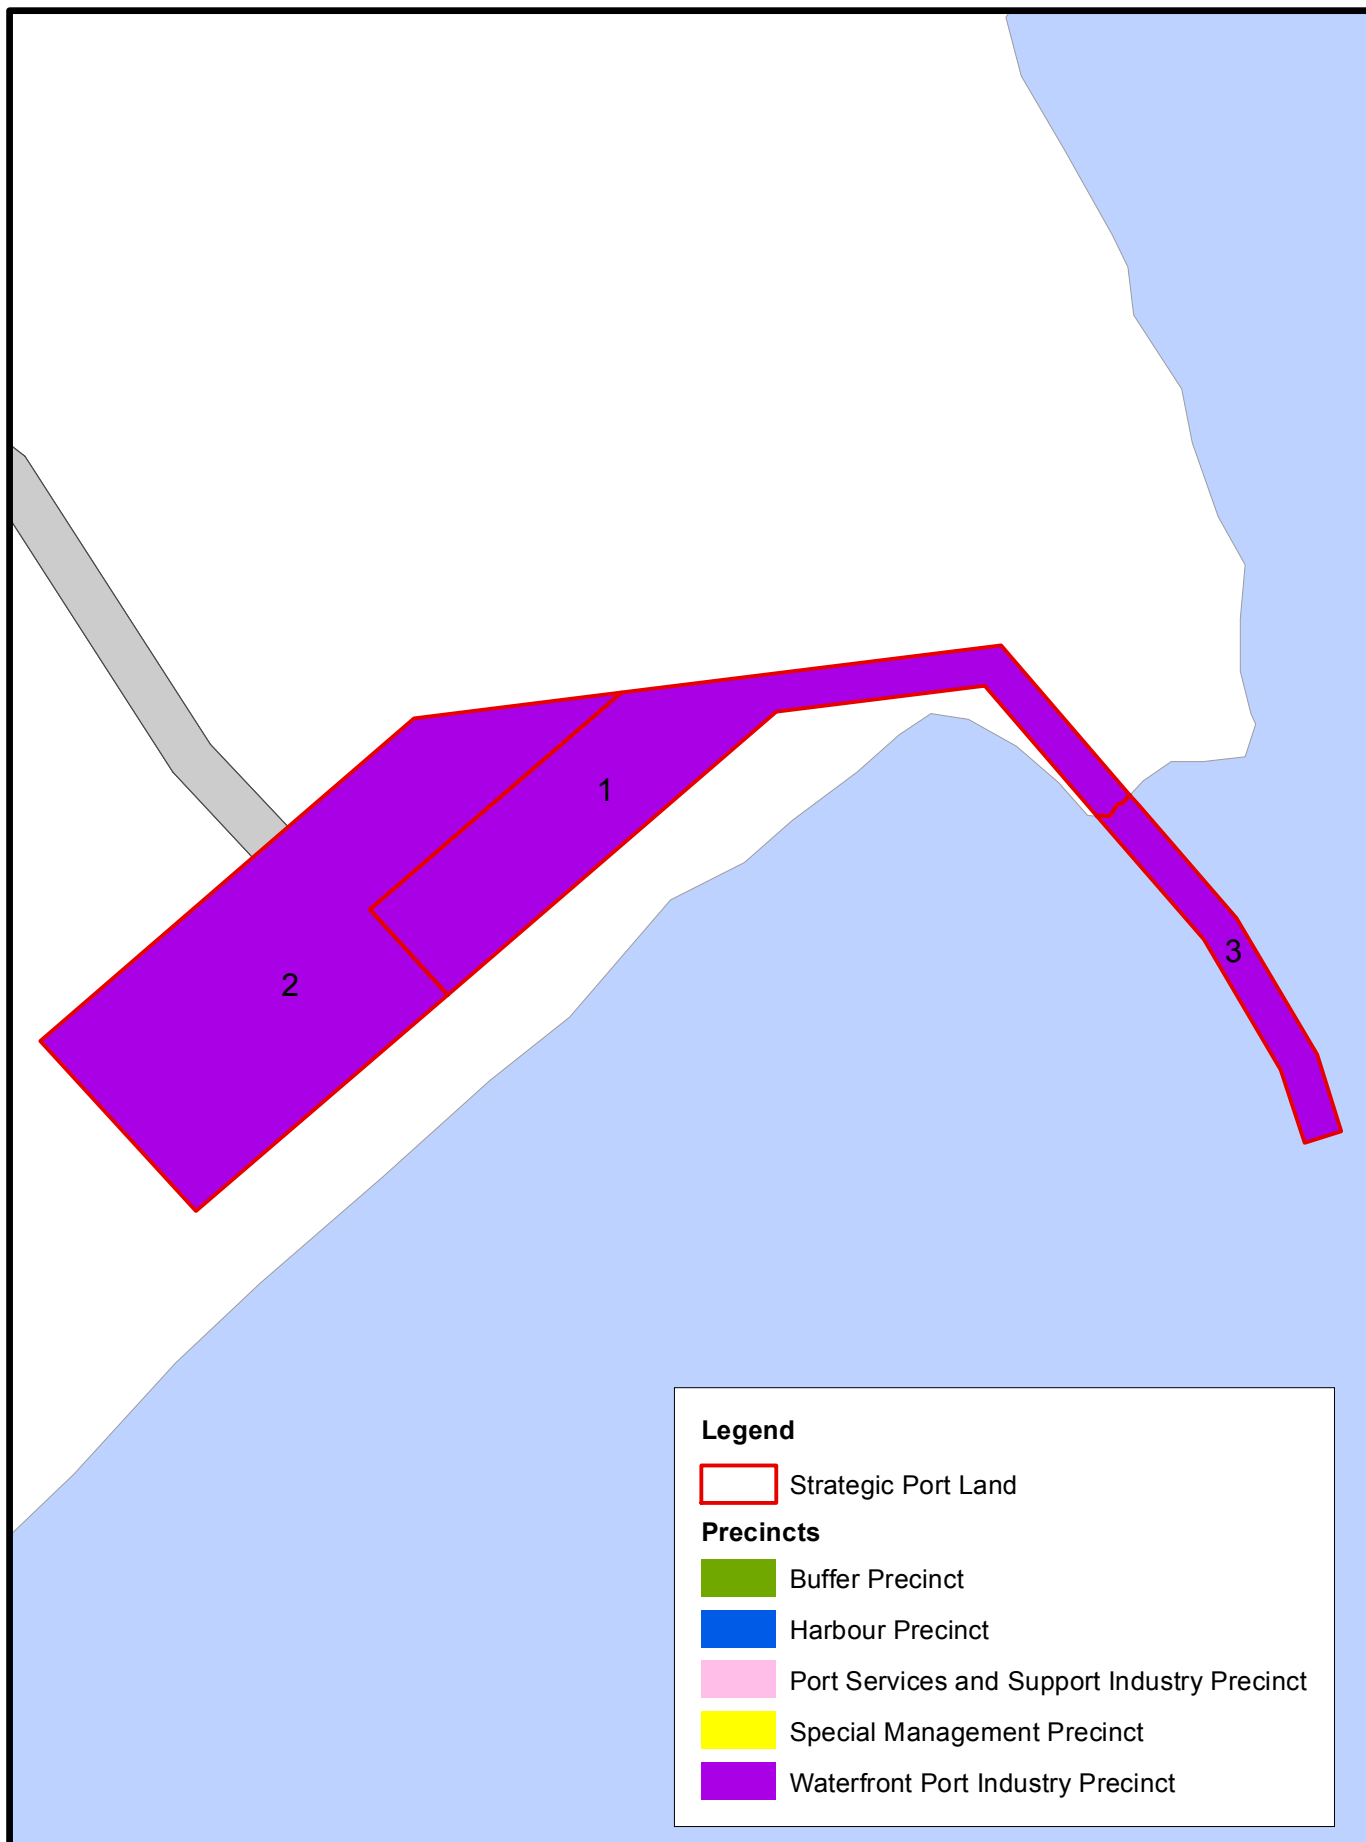 1
2
3
Legend
Strategic Port Land
Precincts
Buffer Precinct
Harbour Precinct
Port Services and Support Industry Precinct
Special Management Precinct
Waterfront Port Industry Precinct